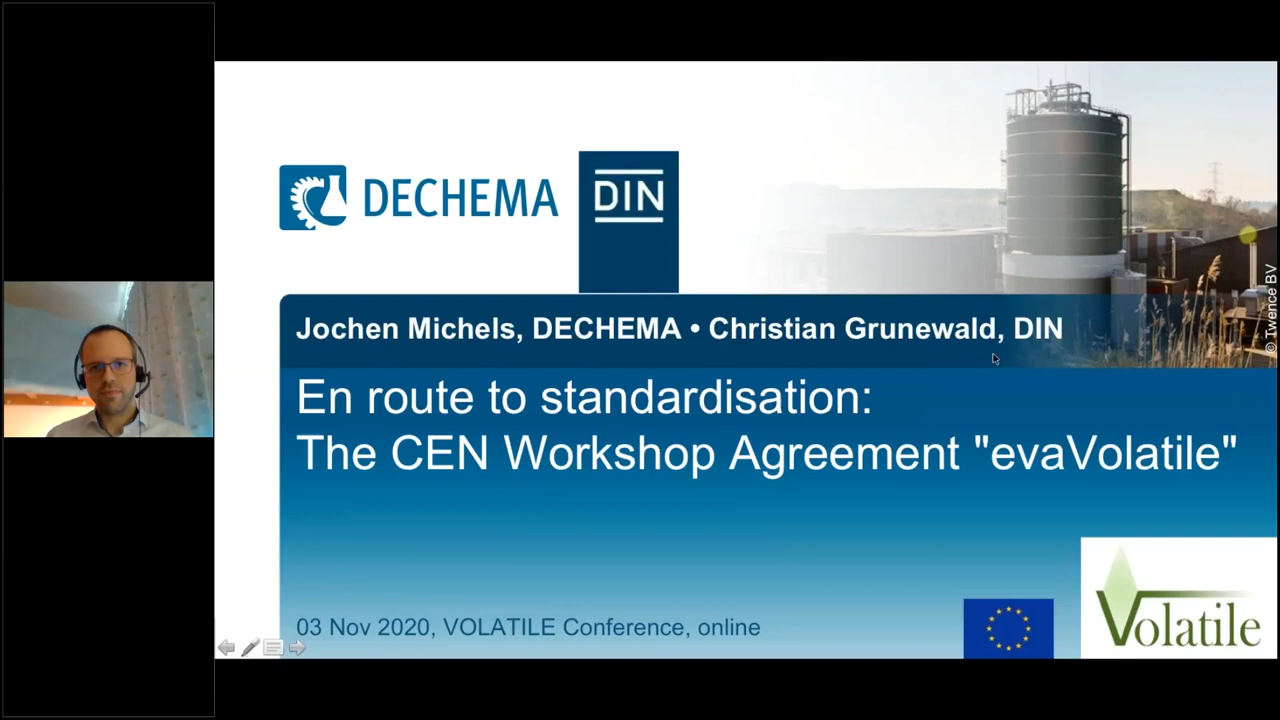 DECHEMA
DIN
© Twence BV
Jochen Michels, DECHEMA • Christian Grunewald, DIN
En route to standardisation:
The CEN Workshop Agreement "evaVolatile"
03 Nov 2020, VOLATILE Conference, online
Volatile